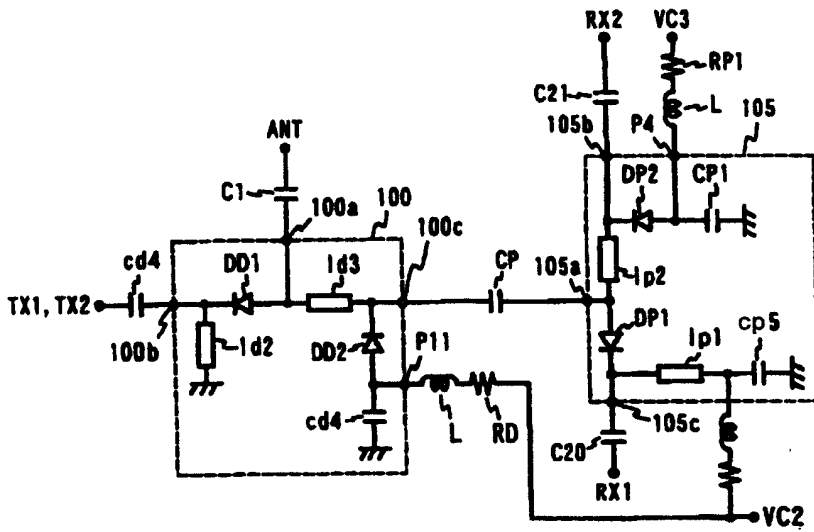 RX2 VC3
RP1
C21
L 105
105b P4
ANT
DP2 CP1
C1
100a 100
100c
cd4 DD1 ld3
CP
105a lp2
TX1, TX2
DP1
100b
ld2 DD2 P11
lp1 cp5
cd4
L RD
C20 105c
RX1
VC2